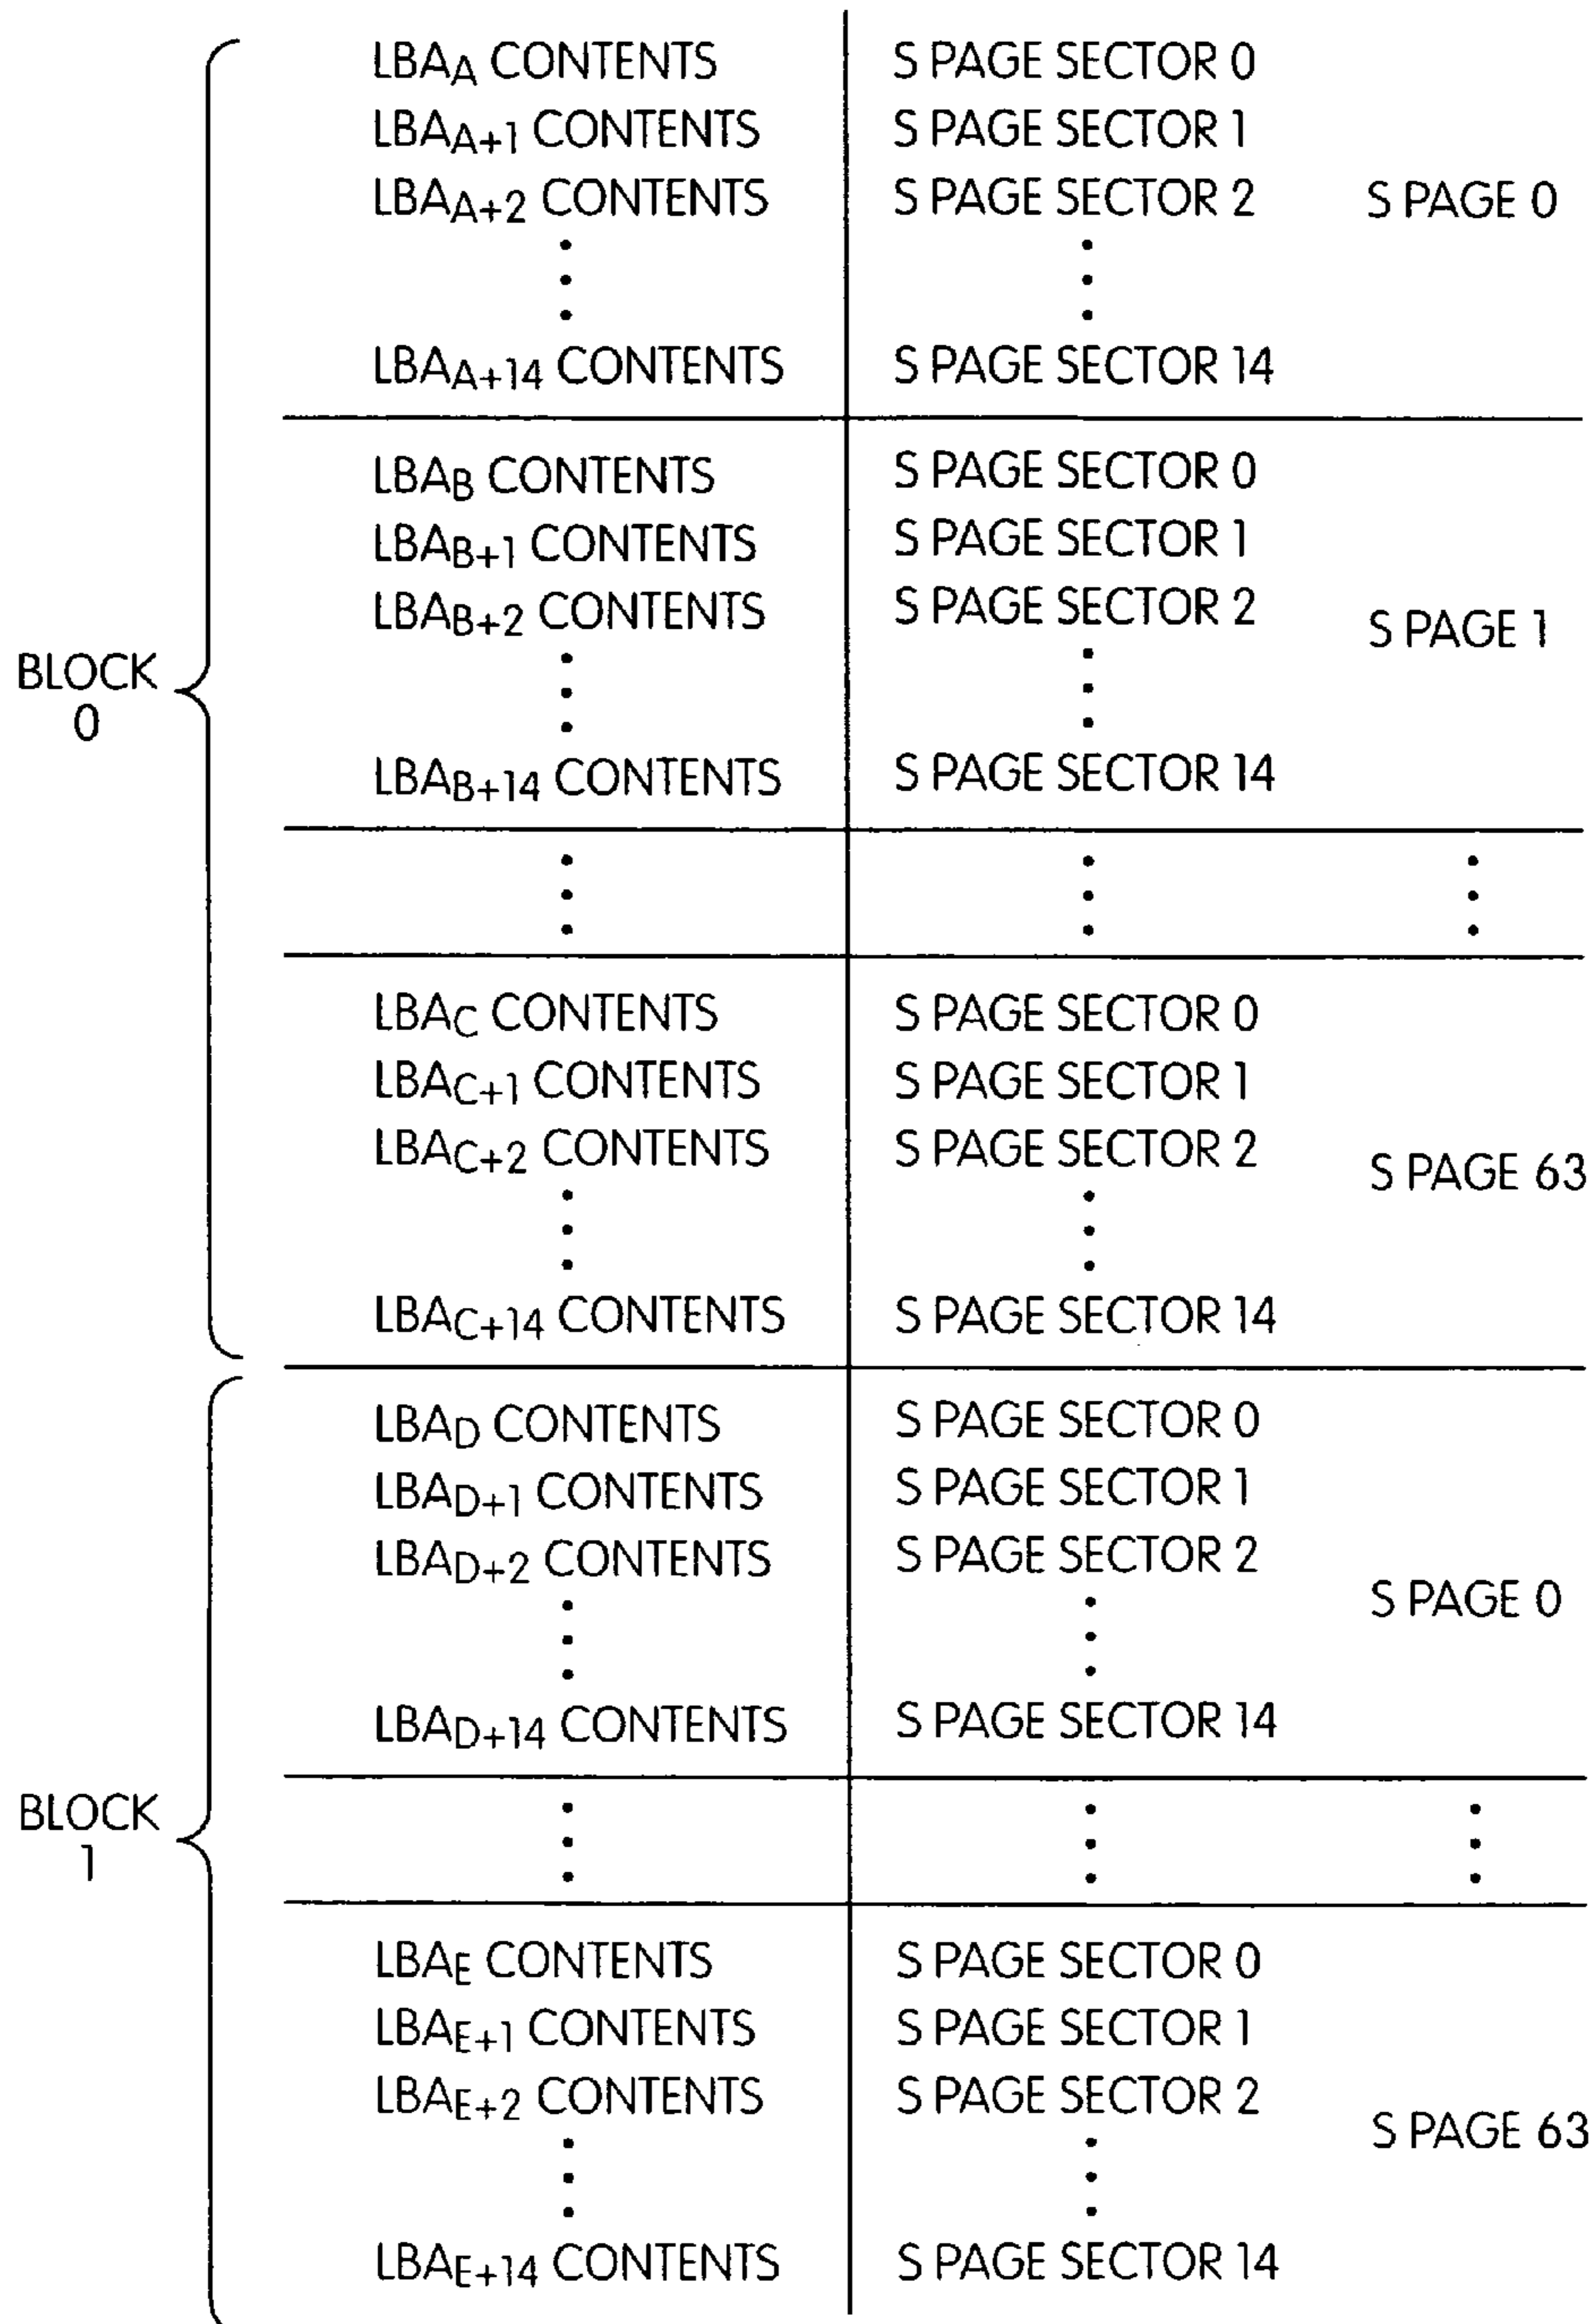 LBAA CONTENTS S PAGE SECTOR 0
LBAA+1 CONTENTS S PAGE SECTOR 1
LBAA+2 CONTENTS S PAGE SECTOR 2 S PAGE 0
LBAA+14 CONTENTS S PAGE SECTOR 14
LBAB CONTENTS S PAGE SECTOR 0
LBAB+1 CONTENTS S PAGE SECTOR 1
LBAB+2 CONTENTS S PAGE SECTOR 2 S PAGE 1
BLOCK
0
LBAB+14 CONTENTS S PAGE SECTOR 14
LBAC CONTENTS S PAGE SECTOR 0
LBAC+1 CONTENTS S PAGE SECTOR 1
LBAC+2 CONTENTS S PAGE SECTOR 2 S PAGE 63
LBAC+14 CONTENTS S PAGE SECTOR 14
LBAD CONTENTS S PAGE SECTOR 0
LBAD+1 CONTENTS S PAGE SECTOR 1
LBAD+2 CONTENTS S PAGE SECTOR 2 S PAGE 0
LBAD+14 CONTENTS S PAGE SECTOR 14
BLOCK
1
LBAE CONTENTS S PAGE SECTOR 0
LBAE+1 CONTENTS S PAGE SECTOR 1
LBAE+2 CONTENTS S PAGE SECTOR 2 S PAGE 63
LBAE+14 CONTENTS S PAGE SECTOR 14